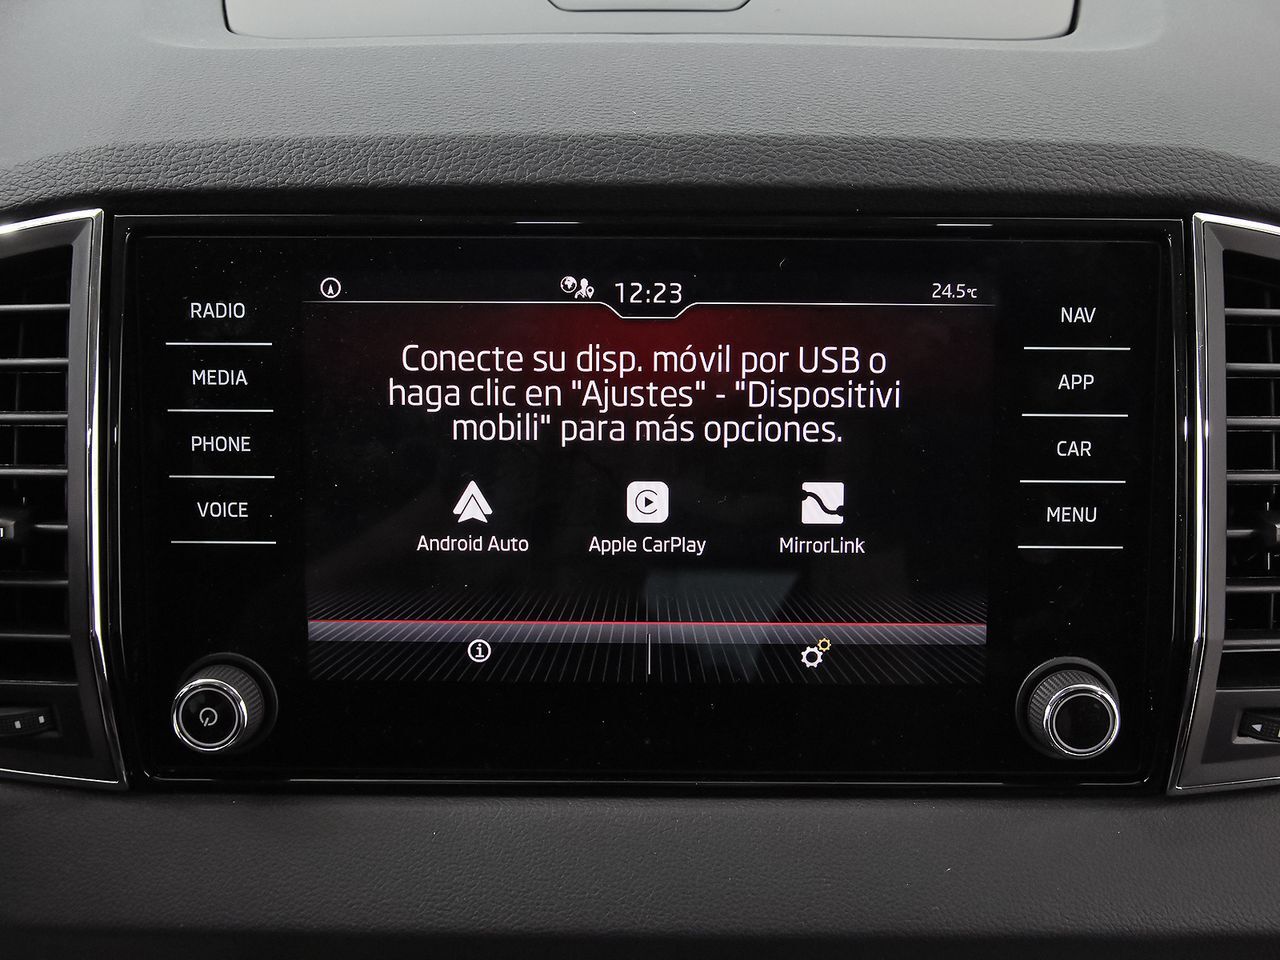 12:23
24.5°C
RADIO
MEDIA
PHONE
VOICE
Conecte su disp. móvil por USB o
haga clic en "Ajustes" - "Dispositivi
mobili" para más opciones.
Android Auto
Apple CarPlay
MirrorLink
NAV
APP
CAR
MENU